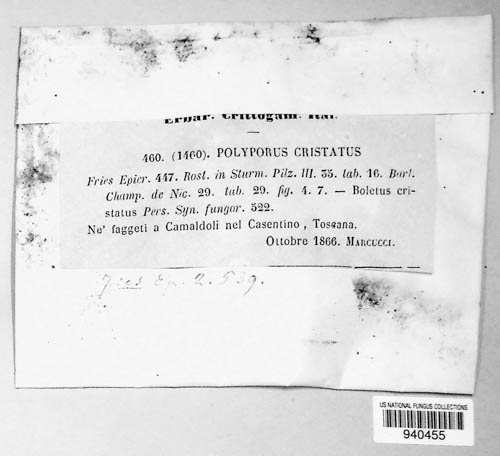 Erbar. Crittogam. Ital.
460. (1460). POLYPORUS CRISTATUS
Fries Epicr. 447. Rost. in Sturm. Pilz. III. 35. tab. 16. Barl.
Champ. de Nic. 29. tab. 29. fig. 4. 7. — Boletus cri-
status Pers. Syn. fungor. 522.
Ne' faggeti a Camaldoli nel Casentino, Toscana.
Ottobre 1866. MARCUCCI.
Fries Ep. 2. 539.
US NATIONAL FUNGUS COLLECTIONS
940455